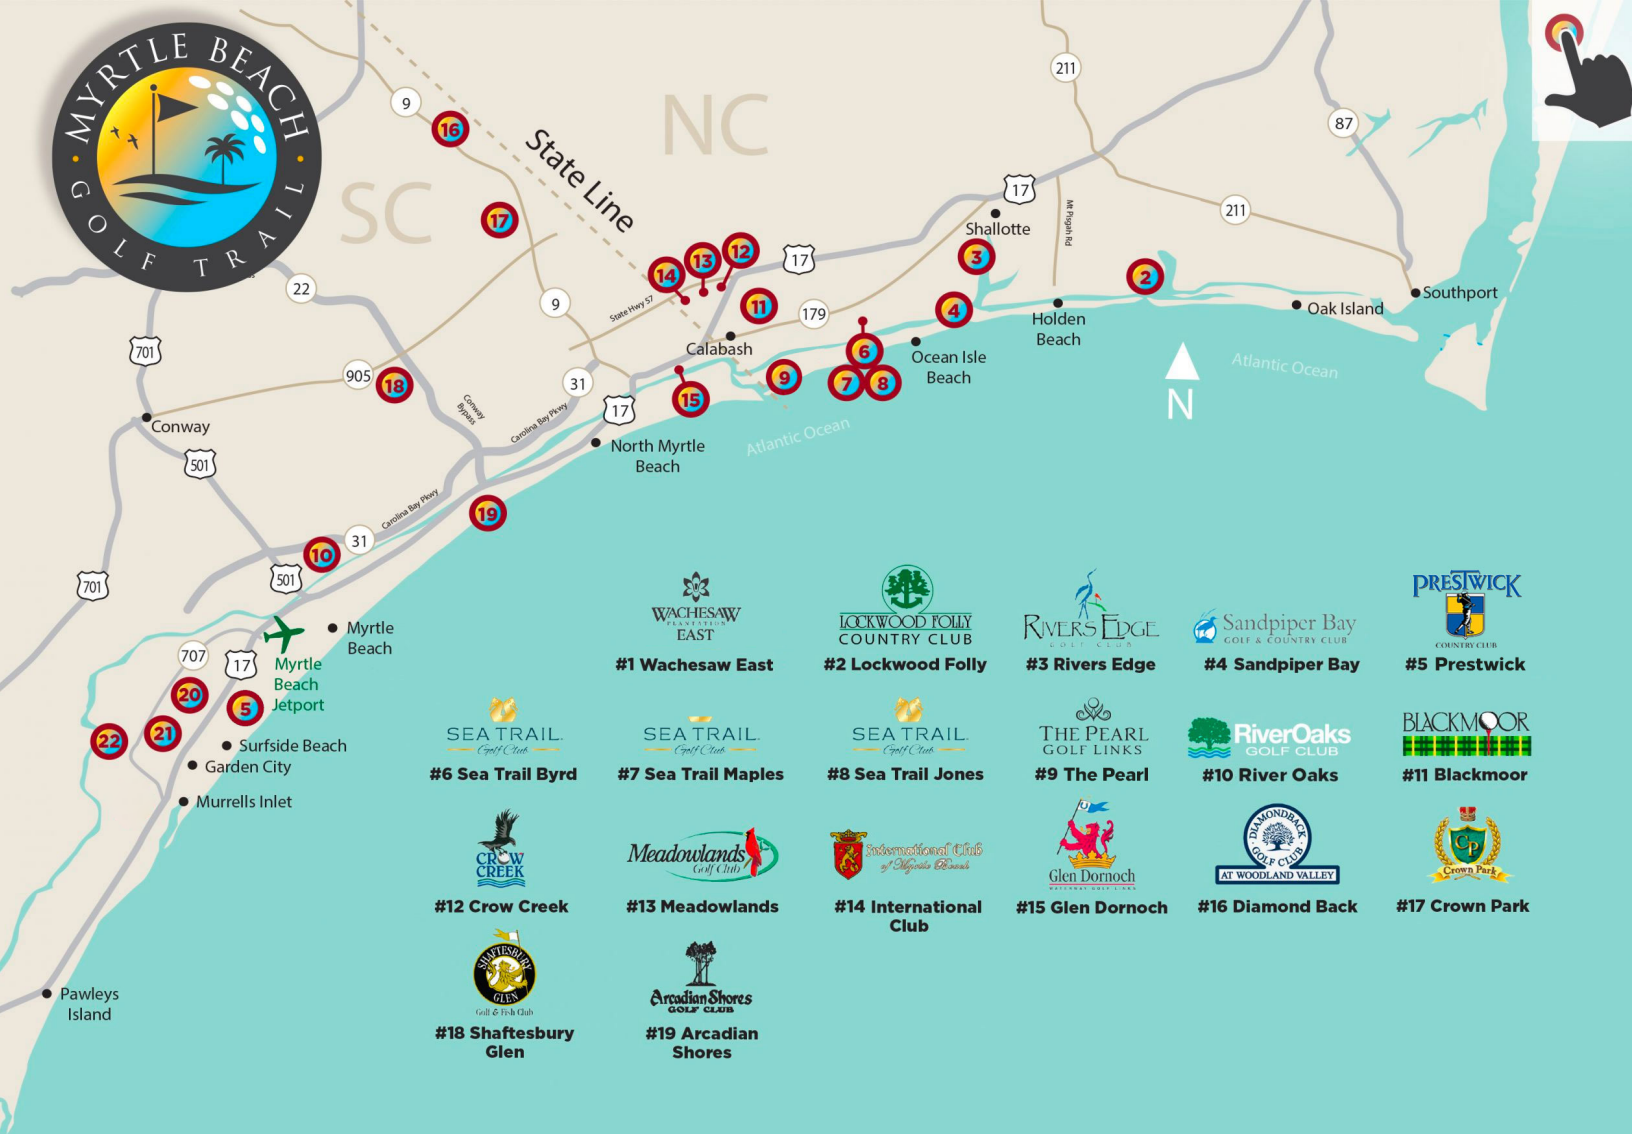 MYRTLE BEACH
GOLF TRAIL
NC
SC
State Line
9
16
211
87
17
17
Shallotte
Mt Pisgah Rd
211
14
13
12
17
3
2
22
9
State Hwy 57
11
179
4
Holden
Beach
Oak Island
Southport
701
Calabash
6
Ocean Isle
Beach
Atlantic Ocean
905
18
31
9
7
8
N
Conway
Bypass
Carolina Bay Pkwy
17
15
Conway
North Myrtle
Beach
Atlantic Ocean
501
Carolina Bay Pkwy
19
31
10
701
501
Myrtle
Beach
707
17
Myrtle
Beach
Jetport
20
5
22
21
Surfside Beach
Garden City
Murrells Inlet
Pawleys
Island
WACHESAW
PLANTATION
EAST
#1 Wachesaw East
LOCKWOOD FOLLY
COUNTRY CLUB
#2 Lockwood Folly
RIVERS EDGE
GOLF CLUB
#3 Rivers Edge
Sandpiper Bay
GOLF & COUNTRY CLUB
#4 Sandpiper Bay
PRESTWICK
COUNTRY CLUB
#5 Prestwick
SEA TRAIL
Golf Club
#6 Sea Trail Byrd
SEA TRAIL
Golf Club
#7 Sea Trail Maples
SEA TRAIL
Golf Club
#8 Sea Trail Jones
THE PEARL
GOLF LINKS
#9 The Pearl
RiverOaks
GOLF CLUB
#10 River Oaks
BLACKMOOR
#11 Blackmoor
CROW
CREEK
#12 Crow Creek
Meadowlands
Golf Club
#13 Meadowlands
International Club
of Myrtle Beach
#14 International
Club
Glen Dornoch
WATERWAY GOLF LINKS
#15 Glen Dornoch
DIAMONDBACK
GOLF CLUB
AT WOODLAND VALLEY
#16 Diamond Back
CP
Crown Park
#17 Crown Park
SHAFTESBURY
GLEN
Golf & Fish Club
#18 Shaftesbury
Glen
Arcadian Shores
GOLF CLUB
#19 Arcadian
Shores